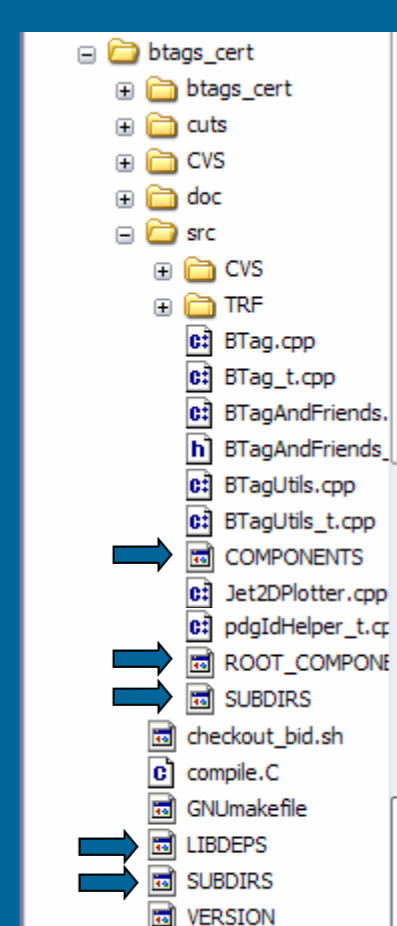 btags_cert
btags_cert
cuts
CVS
doc
src
CVS
TRF
BTag.cpp
BTag_t.cpp
BTagAndFriends.
BTagAndFriends_
BTagUtils.cpp
BTagUtils_t.cpp
COMPONENTS
Jet2DPlotter.cpp
pdgIdHelper_t.cp
ROOT_COMPONE
SUBDIRS
checkout_bid.sh
compile.C
GNUmakefile
LIBDEPS
SUBDIRS
VERSION